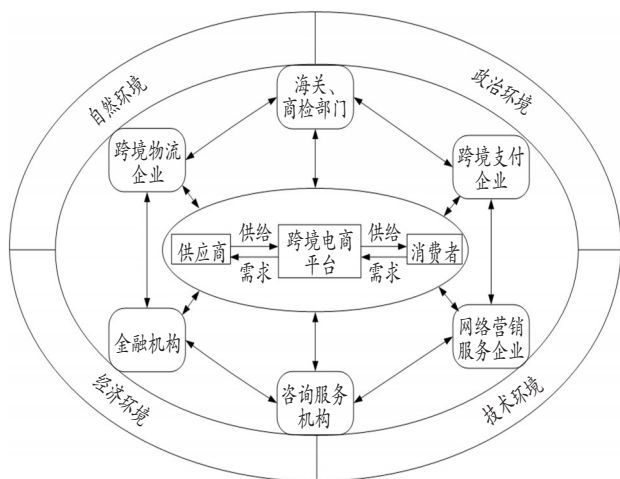 海关、
商检部门
自然环境
政治环境
跨境物流
企业
跨境支付
企业
供应商
供给
需求
跨境电商
平台
供给
需求
消费者
金融机构
网络营销
服务企业
咨询服务
机构
经济环境
技术环境